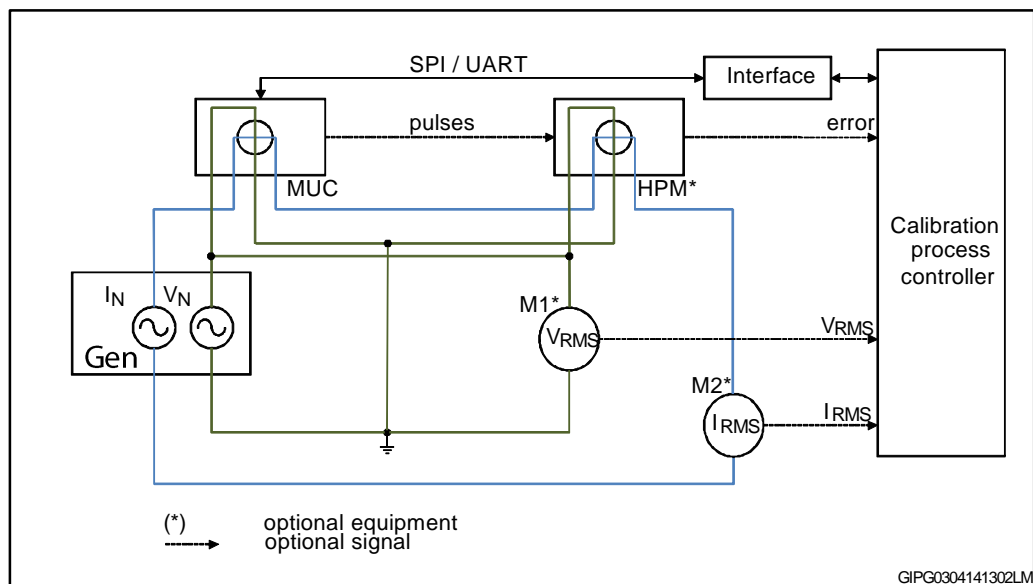 SPI / UART
Interface
pulses
error
MUC
HPM*
Calibration
process
controller
IN
VN
Gen
M1*
VRMS
VRMS
M2*
IRMS
IRMS
(*) optional equipment
optional signal
GIPG0304141302LM